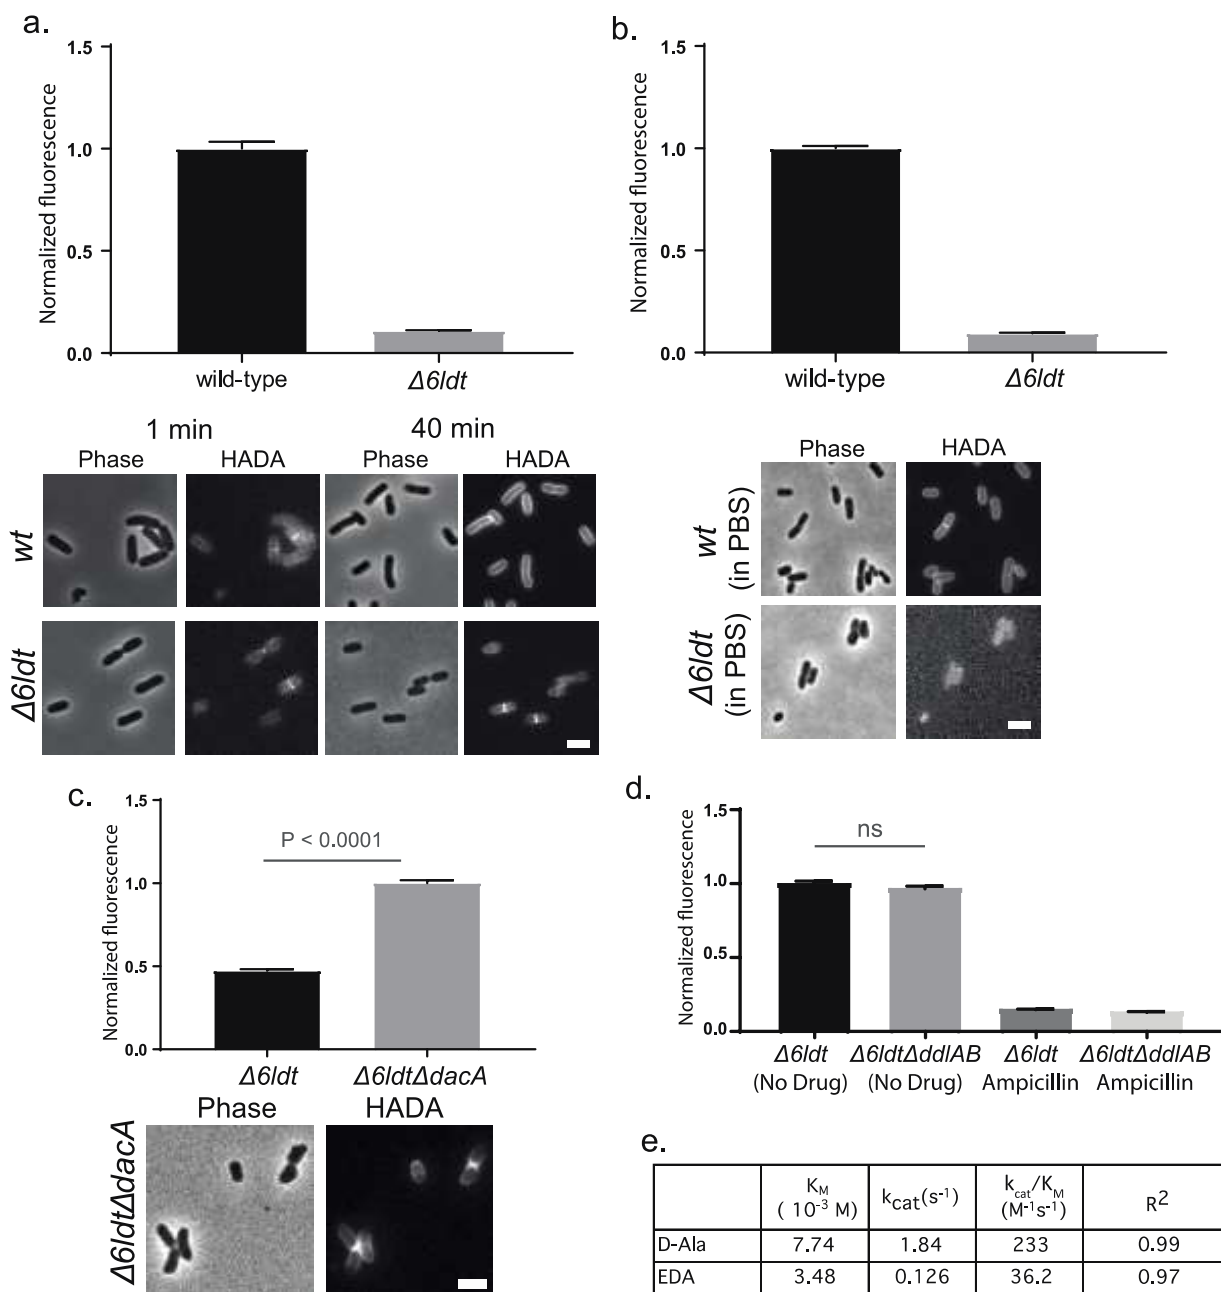 a.
1.5
1.0
0.5
0.0
Normalized fluorescence
wild-type Δ6ldt
1 min 40 min
Phase HADA Phase HADA
wt
Δ6ldt
b.
1.5
1.0
0.5
0.0
Normalized fluorescence
wild-type Δ6ldt
Phase HADA
wt
(in PBS)
Δ6ldt
(in PBS)
c.
1.5
1.0
0.5
0.0
Normalized fluorescence
P < 0.0001
Δ6ldt Δ6ldtΔdacA
Phase HADA
Δ6ldtΔdacA
d.
1.5
1.0
0.5
0.0
Normalized fluorescence
ns
Δ6ldt Δ6ldtΔddlAB Δ6ldt Δ6ldtΔddlAB
(No Drug) (No Drug) Ampicillin Ampicillin
e.
K_M (10⁻³ M) k_cat(s⁻¹) k_cat/K_M (M⁻¹s⁻¹) R²
D-Ala 7.74 1.84 233 0.99
EDA 3.48 0.126 36.2 0.97